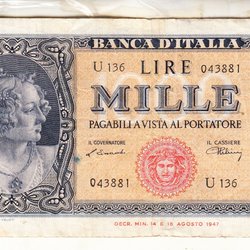 BANCA D'ITALIA
U 136 LIRE 043881
MILLE
PAGABILI A VISTA AL PORTATORE
IL GOVERNATORE IL CASSIERE
043881 U 136
DECR. MIN. 14 E 16 AGOSTO 1947